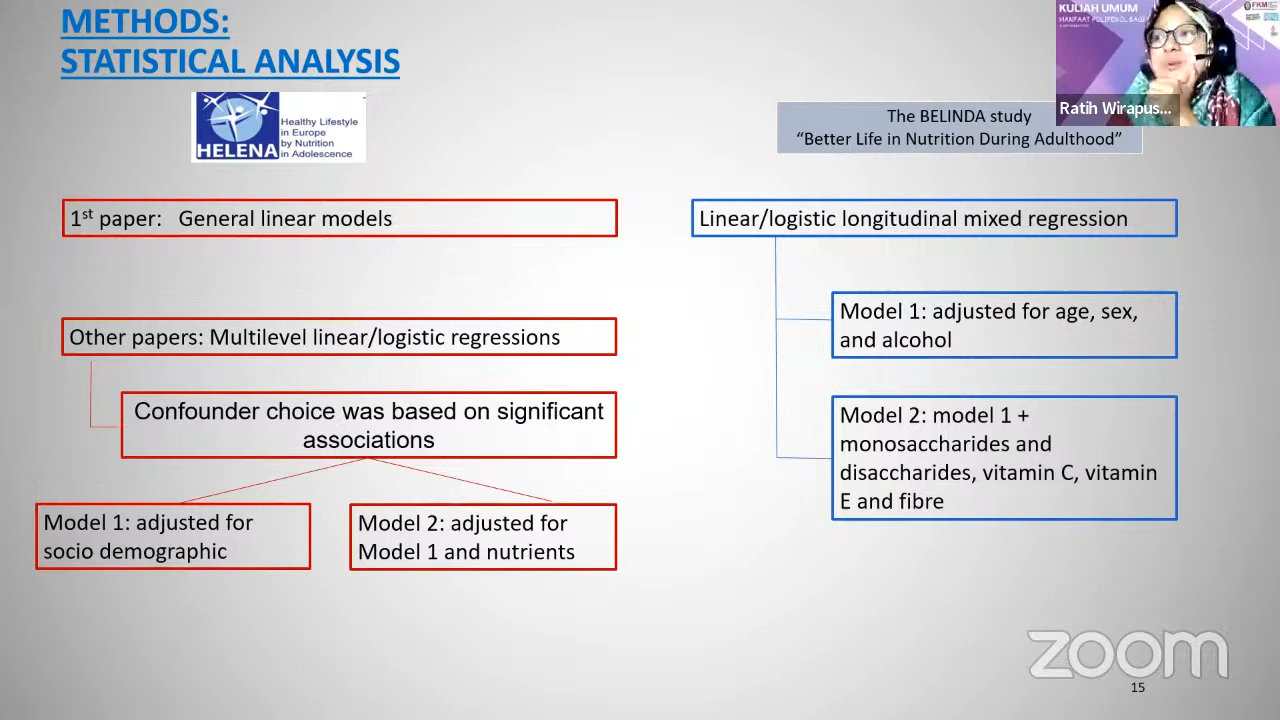 METHODS:
STATISTICAL ANALYSIS
KULIAH UMUM
MANFAAT POLIFENOL BAGI
FKM
Ratih Wirapus...
HELENA
Healthy Lifestyle
in Europe
by Nutrition
in Adolescence
The BELINDA study
“Better Life in Nutrition During Adulthood”
1st paper: General linear models
Other papers: Multilevel linear/logistic regressions
Confounder choice was based on significant
associations
Model 1: adjusted for
socio demographic
Model 2: adjusted for
Model 1 and nutrients
Linear/logistic longitudinal mixed regression
Model 1: adjusted for age, sex,
and alcohol
Model 2: model 1 +
monosaccharides and
disaccharides, vitamin C, vitamin
E and fibre
zoom
15